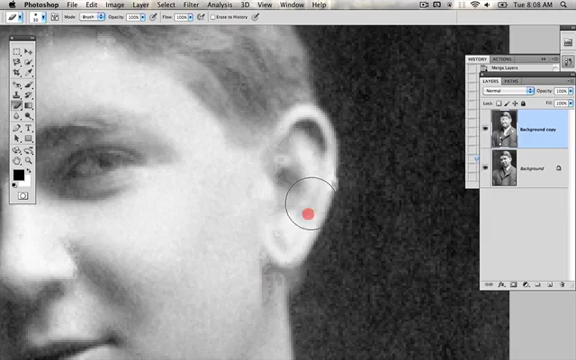 Photoshop File Edit Image Layer Select Filter Analysis 3D View Window Help Tue 8:08 AM
Mode: Brush Opacity: 100% Flow: 100% Erase to History
HISTORY ACTIONS
Merge Layers
LAYERS PATHS
Normal Opacity: 100%
Lock: Fill: 100%
Background copy
Background